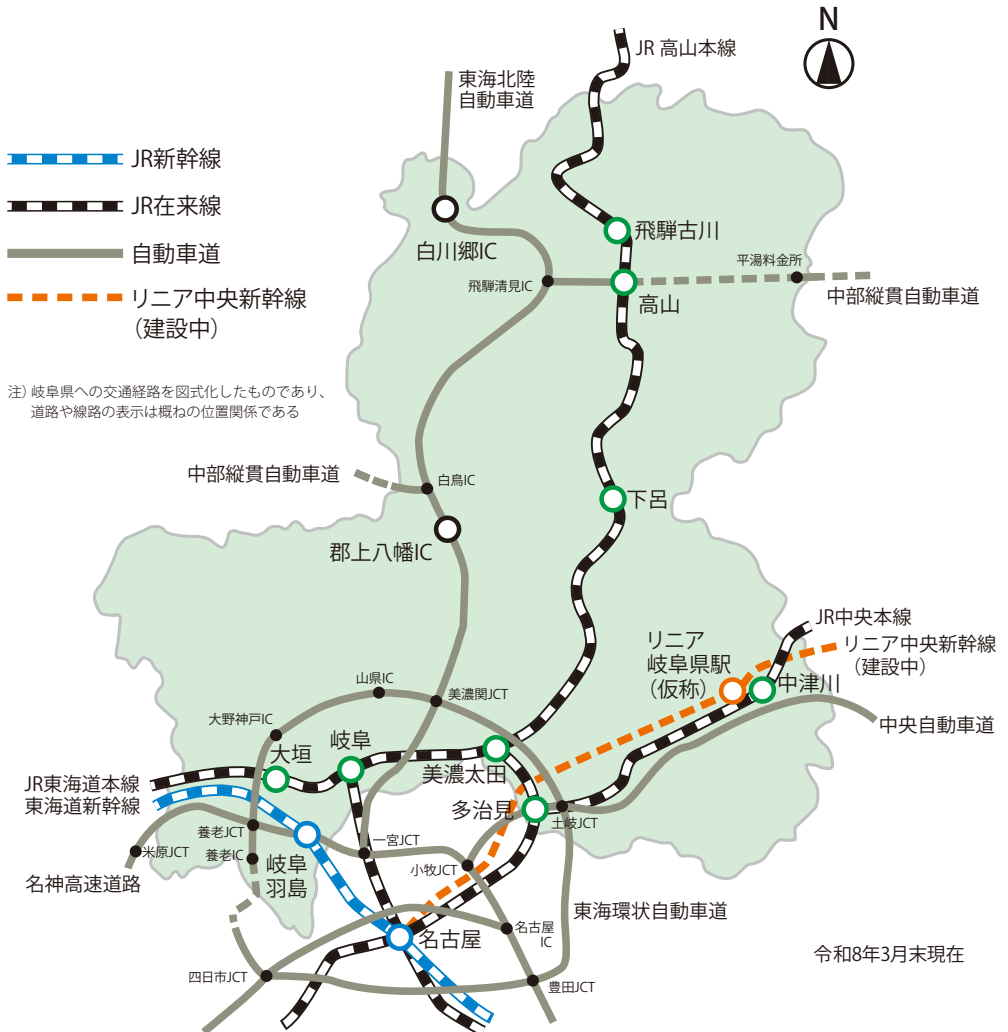 N
JR 高山本線
東海北陸
自動車道
JR新幹線
JR在来線
自動車道
リニア中央新幹線
（建設中）
注）岐阜県への交通経路を図式化したものであり、
道路や線路の表示は概ねの位置関係である
白川郷IC
飛騨古川
飛騨清見IC
高山
平湯料金所
中部縦貫自動車道
中部縦貫自動車道
白鳥IC
下呂
郡上八幡IC
JR中央本線
リニア中央新幹線
（建設中）
リニア
岐阜県駅
（仮称）
中津川
中央自動車道
山県IC
美濃関JCT
大野神戸IC
大垣
岐阜
美濃太田
JR東海道本線
東海道新幹線
多治見
土岐JCT
養老JCT
米原JCT
養老IC
岐阜
羽島
一宮JCT
小牧JCT
名神高速道路
名古屋
名古屋
IC
東海環状自動車道
四日市JCT
豊田JCT
令和8年3月末現在